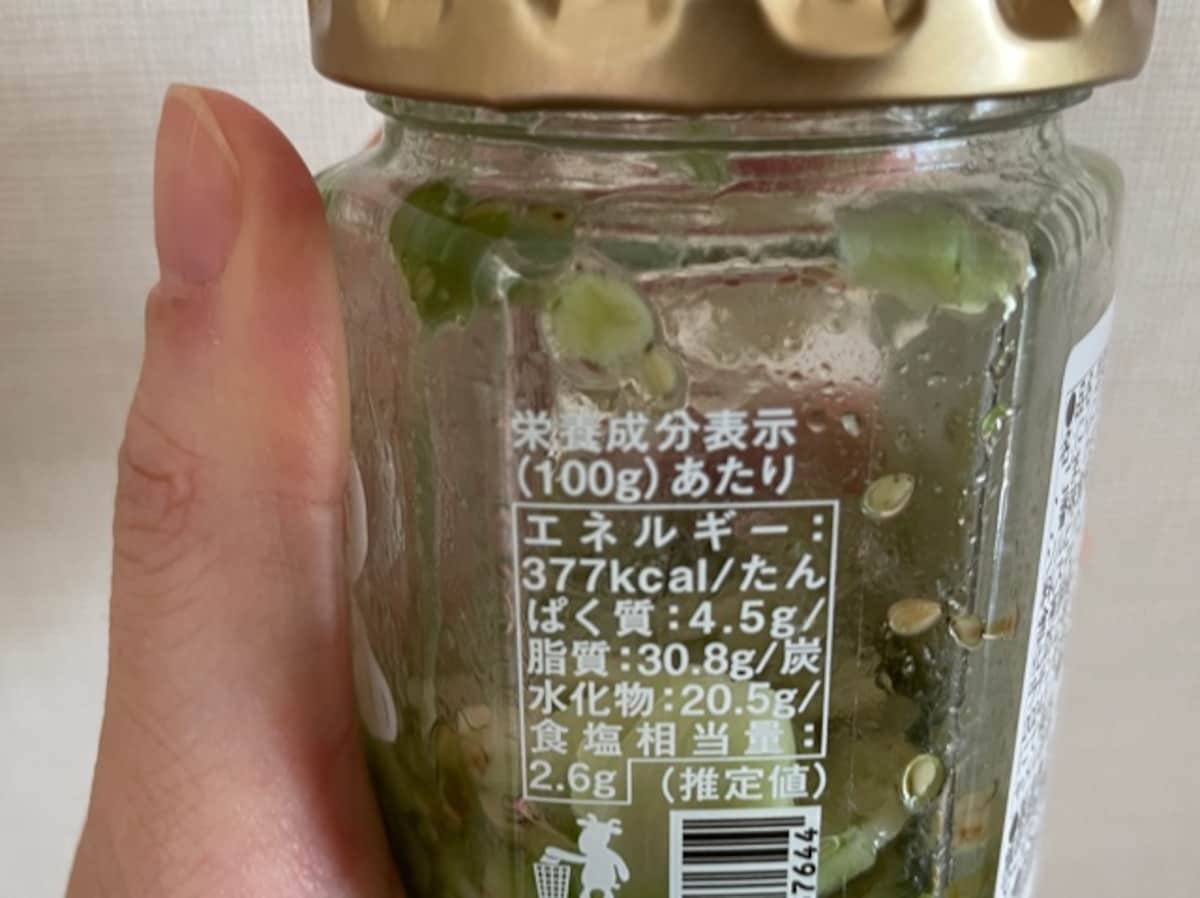 栄養成分表示
(100g)あたり
エネルギー:
377kcal/たん
ぱく質:4.5g/
脂質:30.8g/炭
水化物:20.5g/
食塩相当量:
2.6g (推定値)
7644